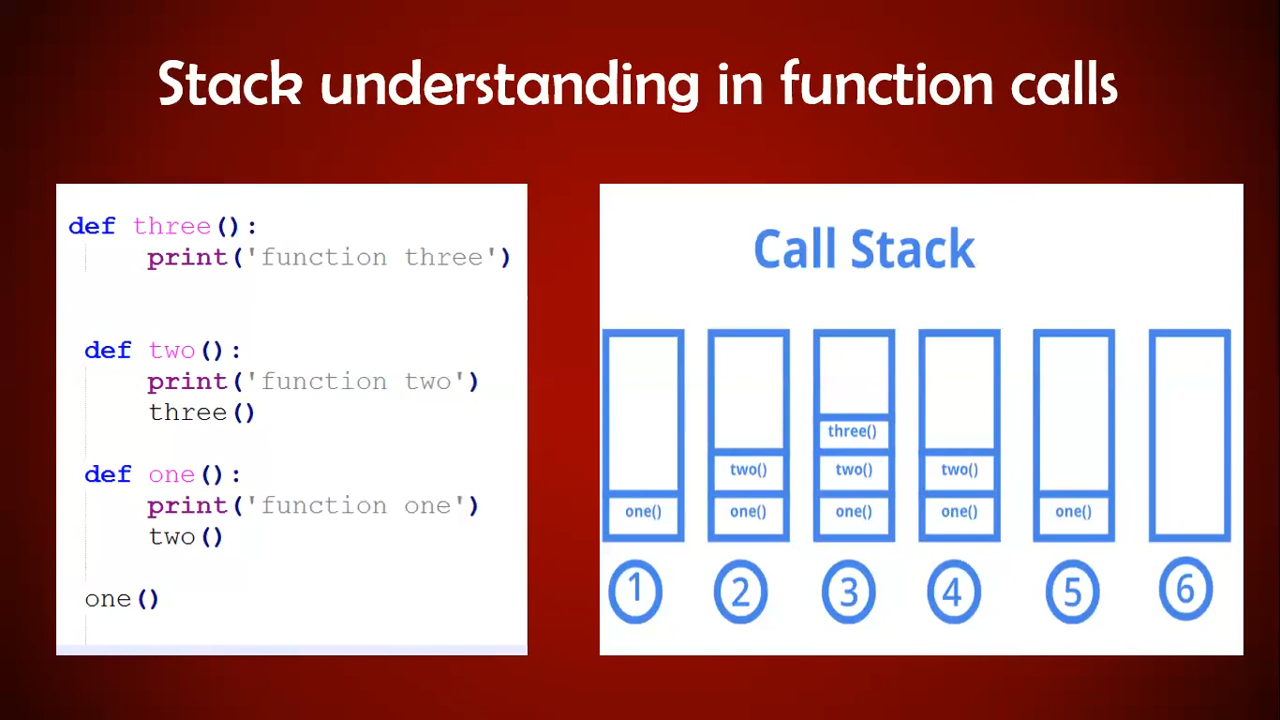 Stack understanding in function calls
def three():
print('function three')
def two():
print('function two')
three()
def one():
print('function one')
two()
one()
Call Stack
three()
two() two() two()
one() one() one() one() one()
1 2 3 4 5 6